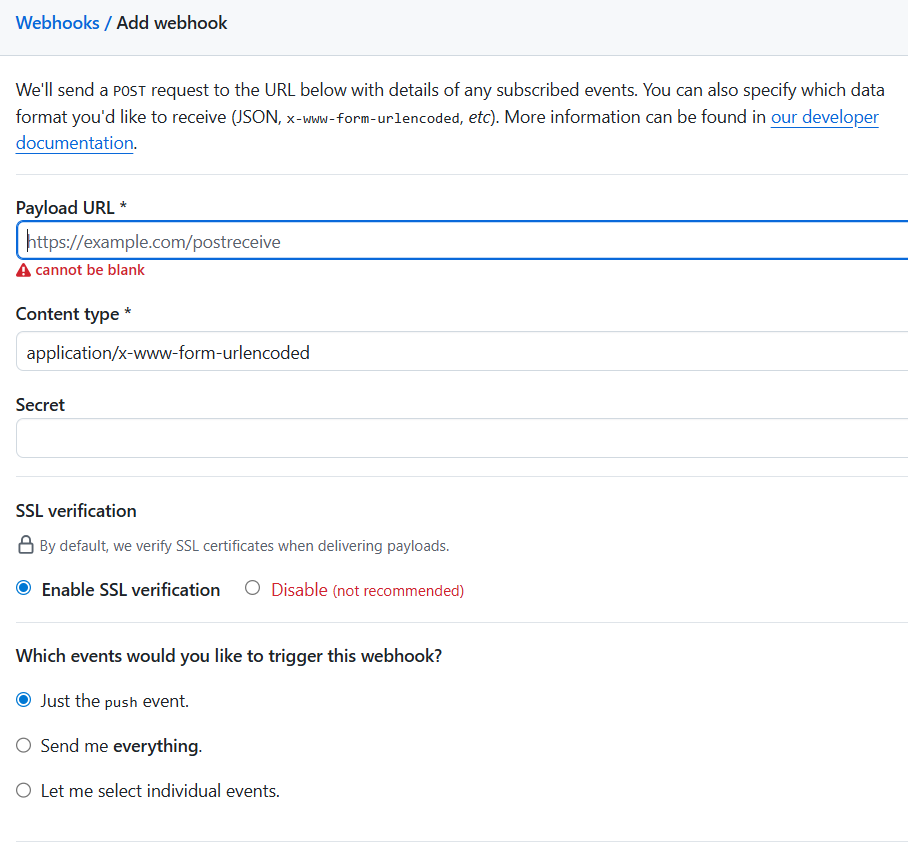 Webhooks / Add webhook
We'll send a POST request to the URL below with details of any subscribed events. You can also specify which data
format you'd like to receive (JSON, x-www-form-urlencoded, etc). More information can be found in our developer
documentation.
Payload URL *
https://example.com/postreceive
cannot be blank
Content type *
application/x-www-form-urlencoded
Secret
SSL verification
By default, we verify SSL certificates when delivering payloads.
Enable SSL verification Disable (not recommended)
Which events would you like to trigger this webhook?
Just the push event.
Send me everything.
Let me select individual events.